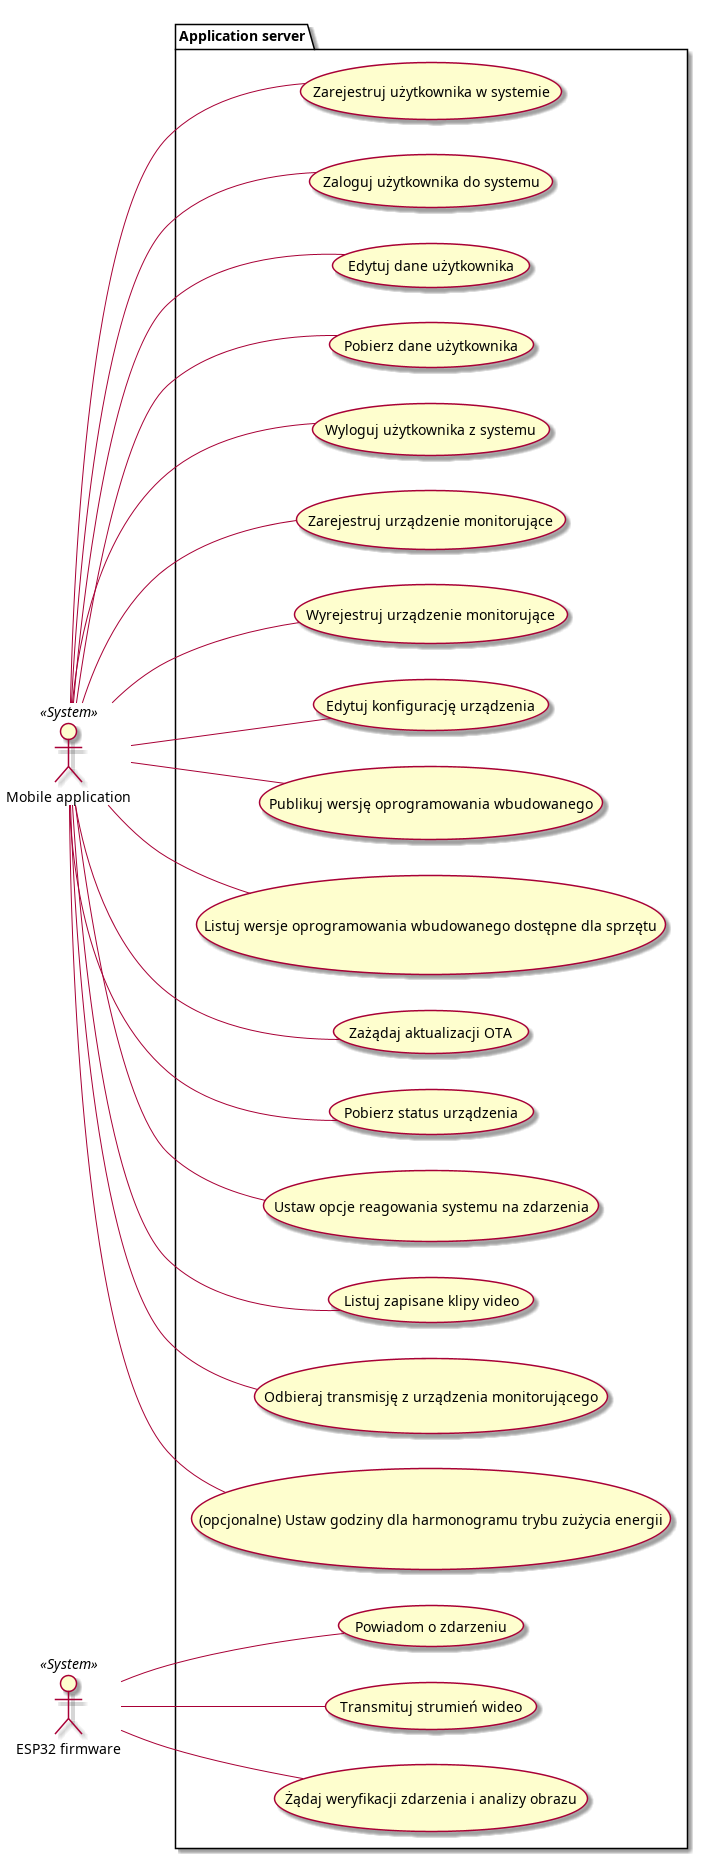 Application server
Zarejestruj użytkownika w systemie
Zaloguj użytkownika do systemu
Edytuj dane użytkownika
Pobierz dane użytkownika
Wyloguj użytkownika z systemu
Zarejestruj urządzenie monitorujące
Wyrejestruj urządzenie monitorujące
Edytuj konfigurację urządzenia
«System»
Mobile application
Publikuj wersję oprogramowania wbudowanego
Listuj wersje oprogramowania wbudowanego dostępne dla sprzętu
Zażądaj aktualizacji OTA
Pobierz status urządzenia
Ustaw opcje reagowania systemu na zdarzenia
Listuj zapisane klipy video
Odbieraj transmisję z urządzenia monitorującego
(opcjonalne) Ustaw godziny dla harmonogramu trybu zużycia energii
Powiadom o zdarzeniu
«System»
ESP32 firmware
Transmituj strumień wideo
Żądaj weryfikacji zdarzenia i analizy obrazu